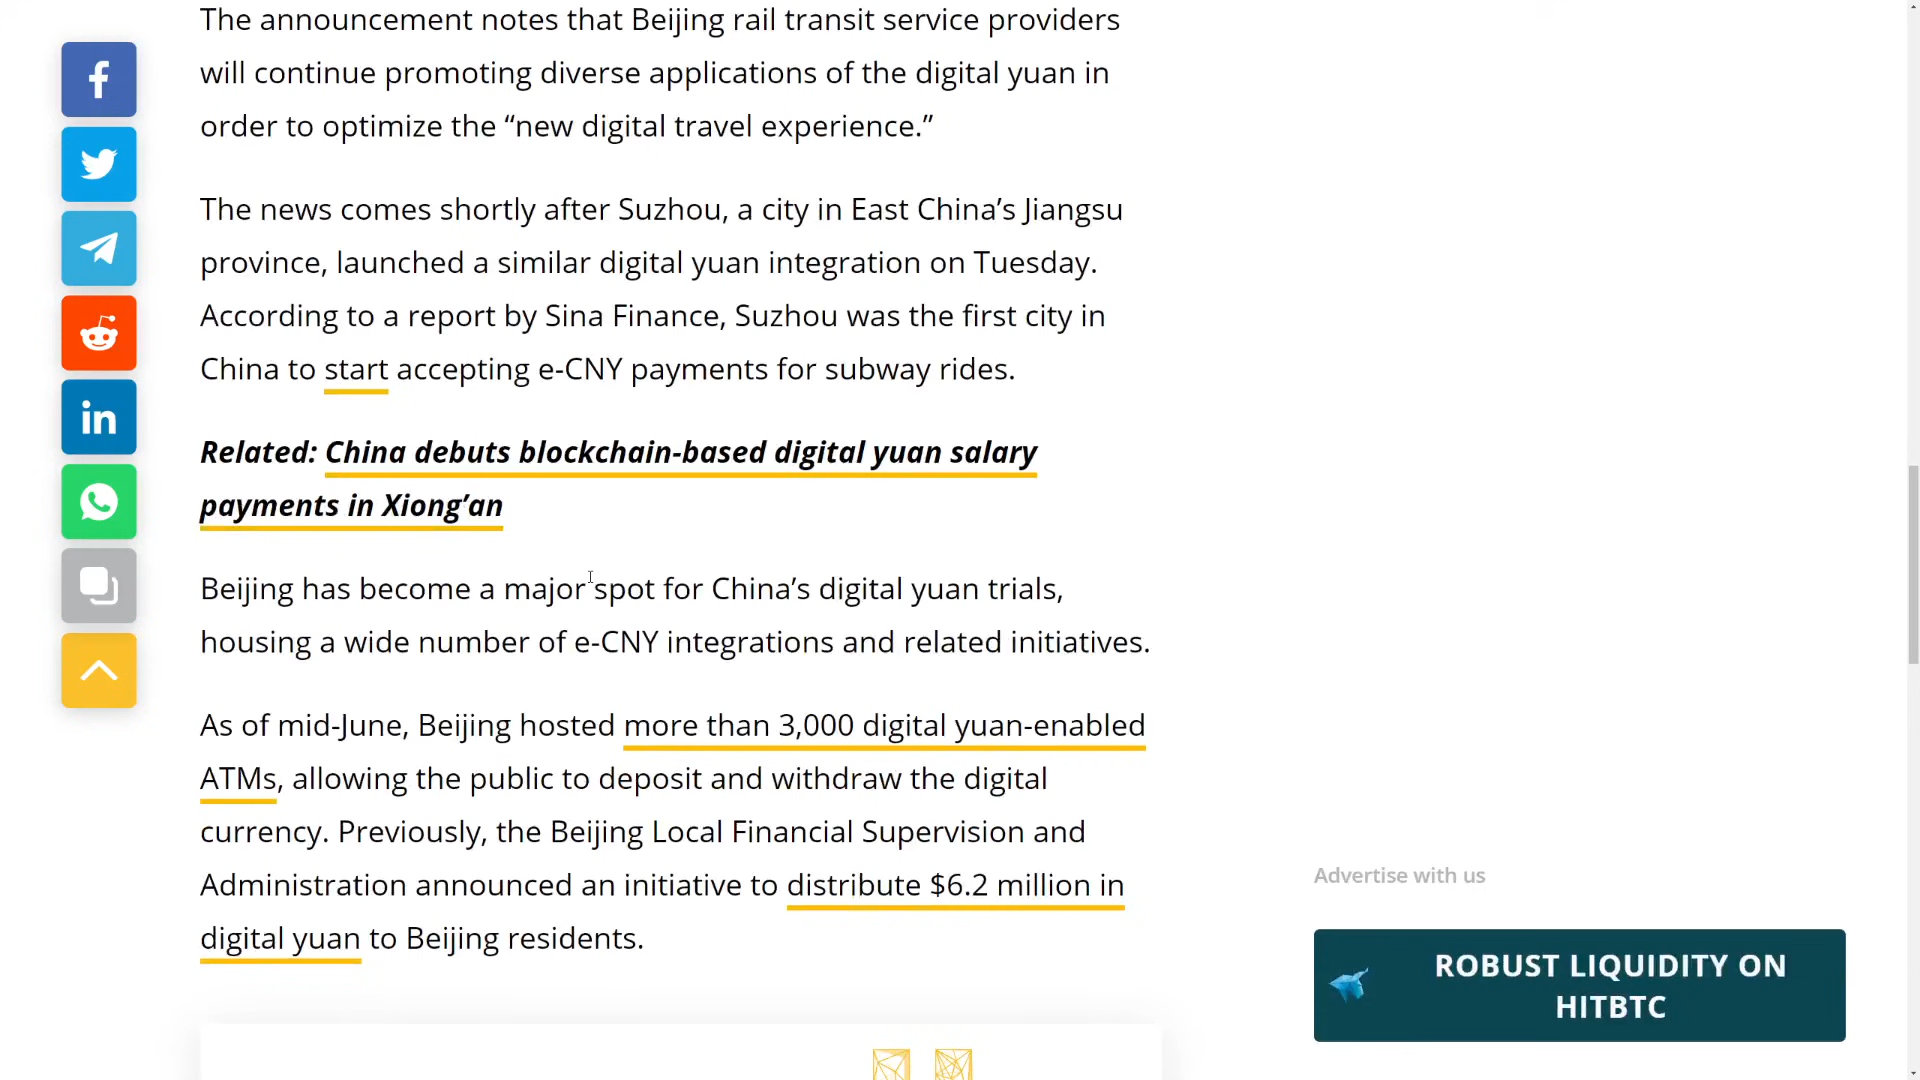 The announcement notes that Beijing rail transit service providers
will continue promoting diverse applications of the digital yuan in
order to optimize the “new digital travel experience.”
The news comes shortly after Suzhou, a city in East China’s Jiangsu
province, launched a similar digital yuan integration on Tuesday.
According to a report by Sina Finance, Suzhou was the first city in
China to start accepting e-CNY payments for subway rides.
Related: China debuts blockchain-based digital yuan salary
payments in Xiong’an
Beijing has become a major spot for China’s digital yuan trials,
housing a wide number of e-CNY integrations and related initiatives.
As of mid-June, Beijing hosted more than 3,000 digital yuan-enabled
ATMs, allowing the public to deposit and withdraw the digital
currency. Previously, the Beijing Local Financial Supervision and
Administration announced an initiative to distribute $6.2 million in
digital yuan to Beijing residents.
Advertise with us
ROBUST LIQUIDITY ON
HITBTC